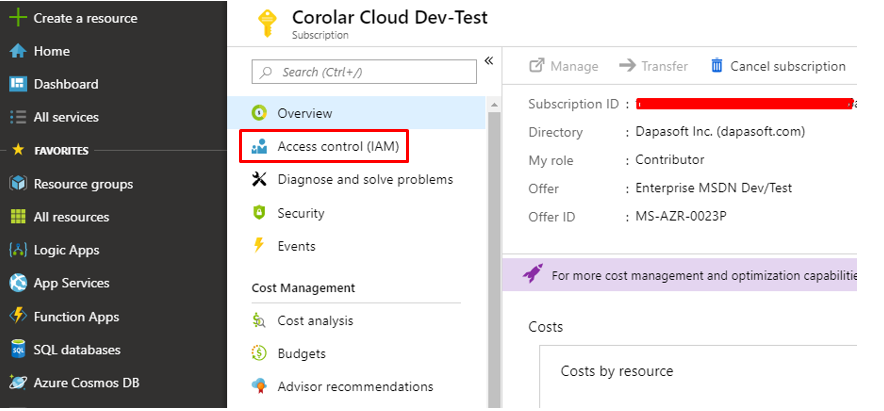 Create a resource
Home
Dashboard
All services
FAVORITES
Resource groups
All resources
Logic Apps
App Services
Function Apps
SQL databases
Azure Cosmos DB
Corolar Cloud Dev-Test
Subscription
Search (Ctrl+/)
Overview
Access control (IAM)
Diagnose and solve problems
Security
Events
Cost Management
Cost analysis
Budgets
Advisor recommendations
Manage
Transfer
Cancel subscription
Subscription ID :
Directory : Dapasoft Inc. (dapasoft.com)
My role : Contributor
Offer : Enterprise MSDN Dev/Test
Offer ID : MS-AZR-0023P
For more cost management and optimization capabilitie
Costs
Costs by resource